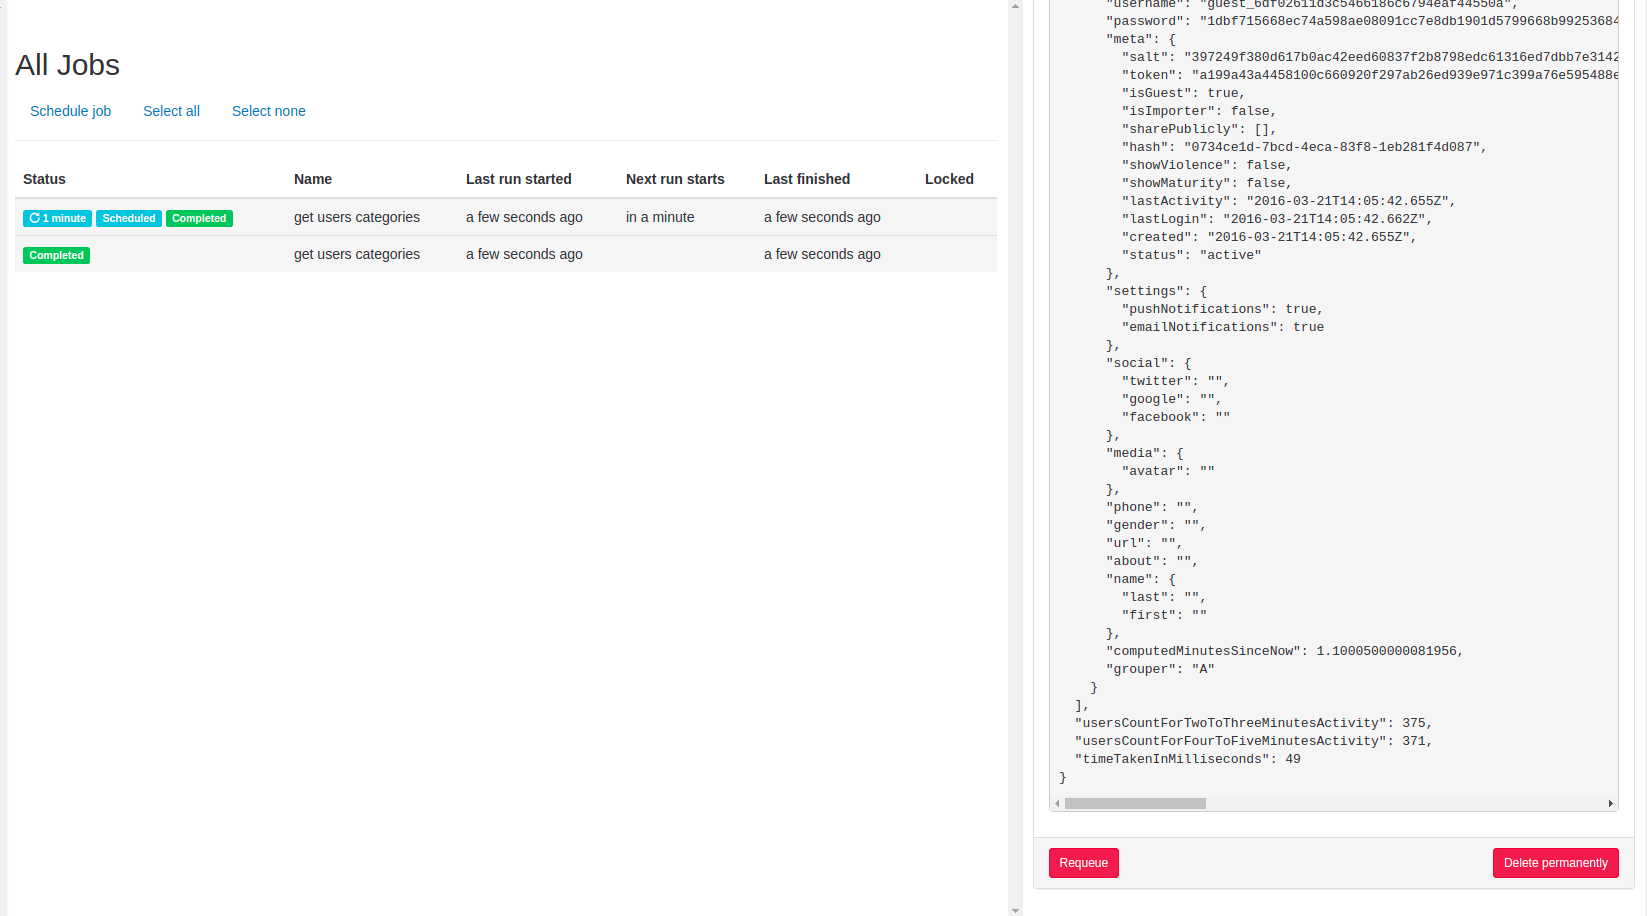 All Jobs
Schedule job Select all Select none
Status Name Last run started Next run starts Last finished Locked
1 minute Scheduled Completed get users categories a few seconds ago in a minute a few seconds ago
Completed get users categories a few seconds ago a few seconds ago
"username": "guest_6df02611d3c5466186c6794eaf44550a",
"password": "1dbf715668ec74a598ae08091cc7e8db1901d5799668b99253684
"meta": {
"salt": "397249f380d617b0ac42eed60837f2b8798edc61316ed7dbb7e3142
"token": "a199a43a4458100c660920f297ab26ed939e971c399a76e595488e
"isGuest": true,
"isImporter": false,
"sharePublicly": [],
"hash": "0734ce1d-7bcd-4eca-83f8-1eb281f4d087",
"showViolence": false,
"showMaturity": false,
"lastActivity": "2016-03-21T14:05:42.655Z",
"lastLogin": "2016-03-21T14:05:42.662Z",
"created": "2016-03-21T14:05:42.655Z",
"status": "active"
},
"settings": {
"pushNotifications": true,
"emailNotifications": true
},
"social": {
"twitter": "",
"google": "",
"facebook": ""
},
"media": {
"avatar": ""
},
"phone": "",
"gender": "",
"url": "",
"about": "",
"name": {
"last": "",
"first": ""
},
"computedMinutesSinceNow": 1.1000500000081956,
"grouper": "A"
}
],
"usersCountForTwoToThreeMinutesActivity": 375,
"usersCountForFourToFiveMinutesActivity": 371,
"timeTakenInMilliseconds": 49
}
Requeue Delete permanently